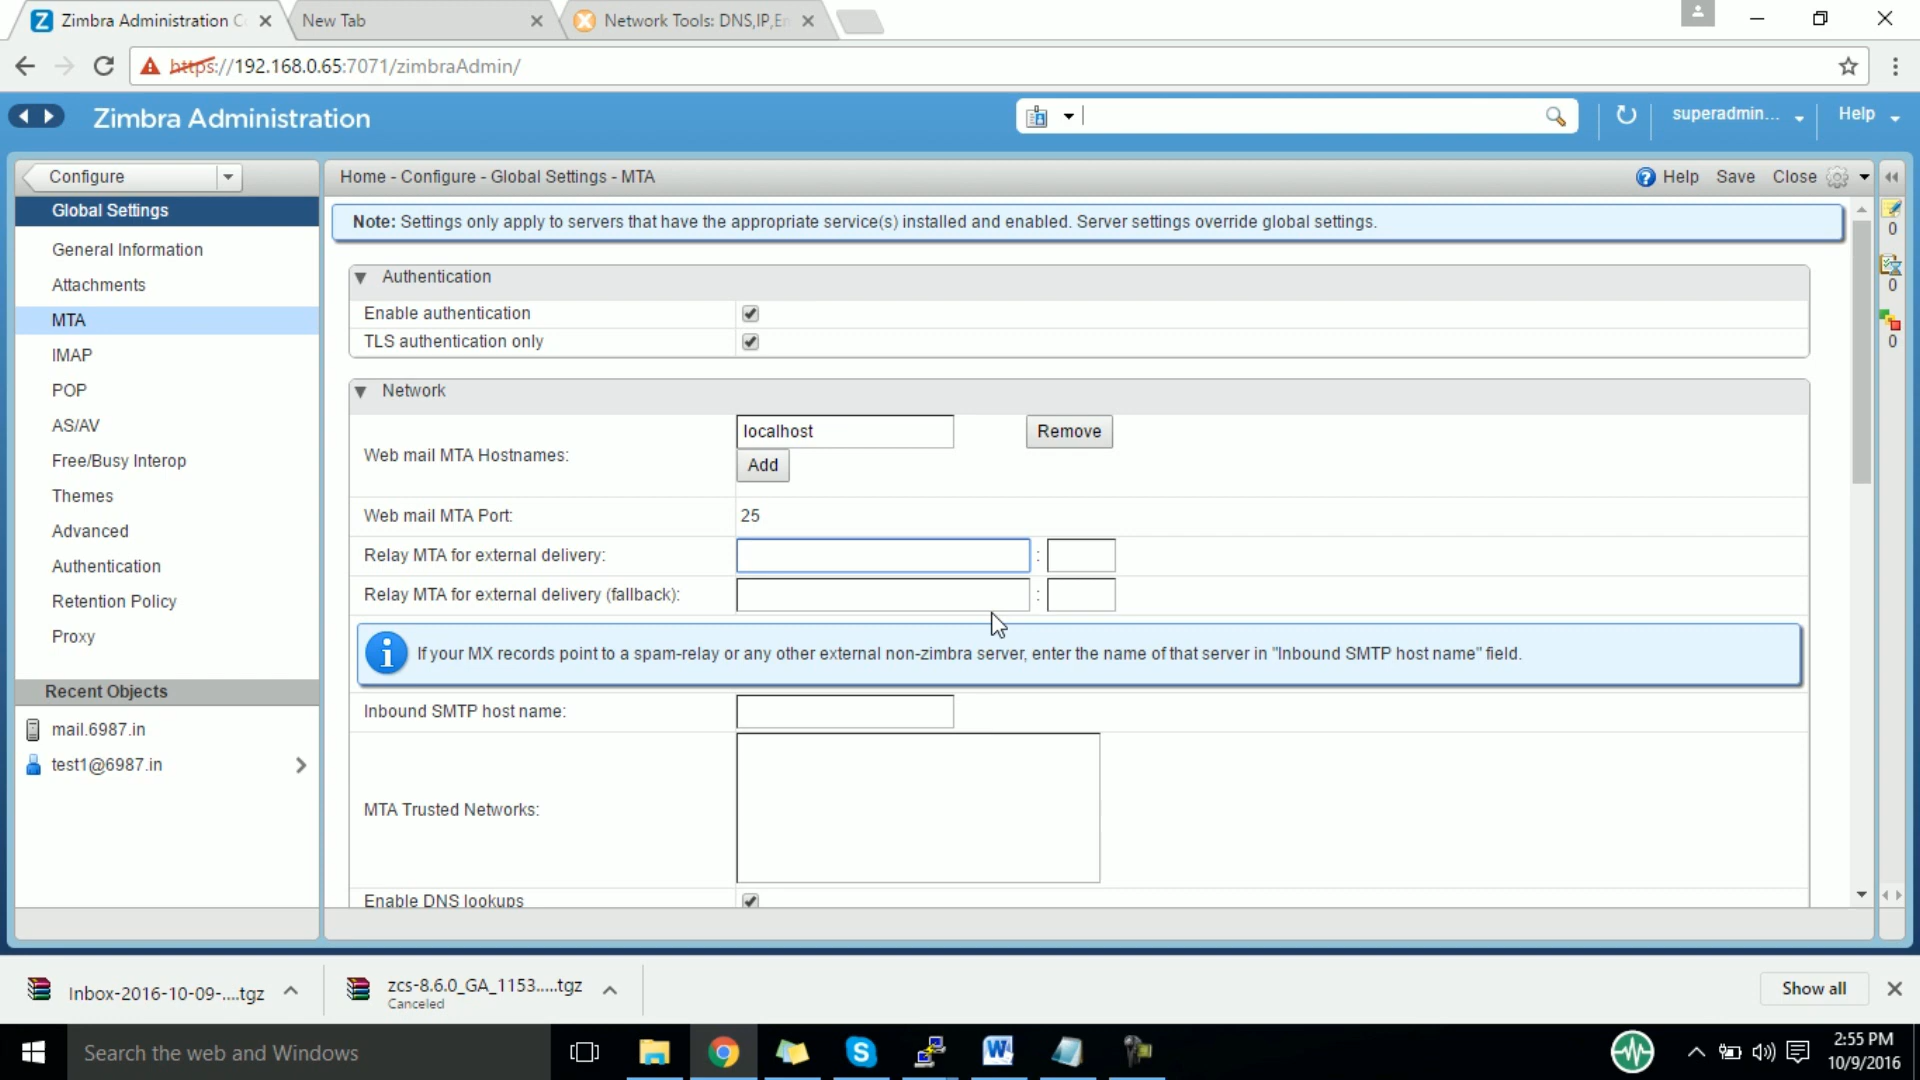 Zimbra Administration C
New Tab
Network Tools: DNS,IP,Em
https://192.168.0.65:7071/zimbraAdmin/
Zimbra Administration
superadmin...
Help
Configure
Home - Configure - Global Settings - MTA
Help
Save
Close
Global Settings
General Information
Attachments
MTA
IMAP
POP
AS/AV
Free/Busy Interop
Themes
Advanced
Authentication
Retention Policy
Proxy
Recent Objects
mail.6987.in
test1@6987.in
Note: Settings only apply to servers that have the appropriate service(s) installed and enabled. Server settings override global settings.
Authentication
Enable authentication
TLS authentication only
Network
Web mail MTA Hostnames:
localhost
Remove
Add
Web mail MTA Port:
25
Relay MTA for external delivery:
:
Relay MTA for external delivery (fallback):
:
If your MX records point to a spam-relay or any other external non-zimbra server, enter the name of that server in "Inbound SMTP host name" field.
Inbound SMTP host name:
MTA Trusted Networks:
Enable DNS lookups
0
0
0
Inbox-2016-10-09-....tgz
zcs-8.6.0_GA_1153.....tgz
Canceled
Show all
Search the web and Windows
2:55 PM
10/9/2016